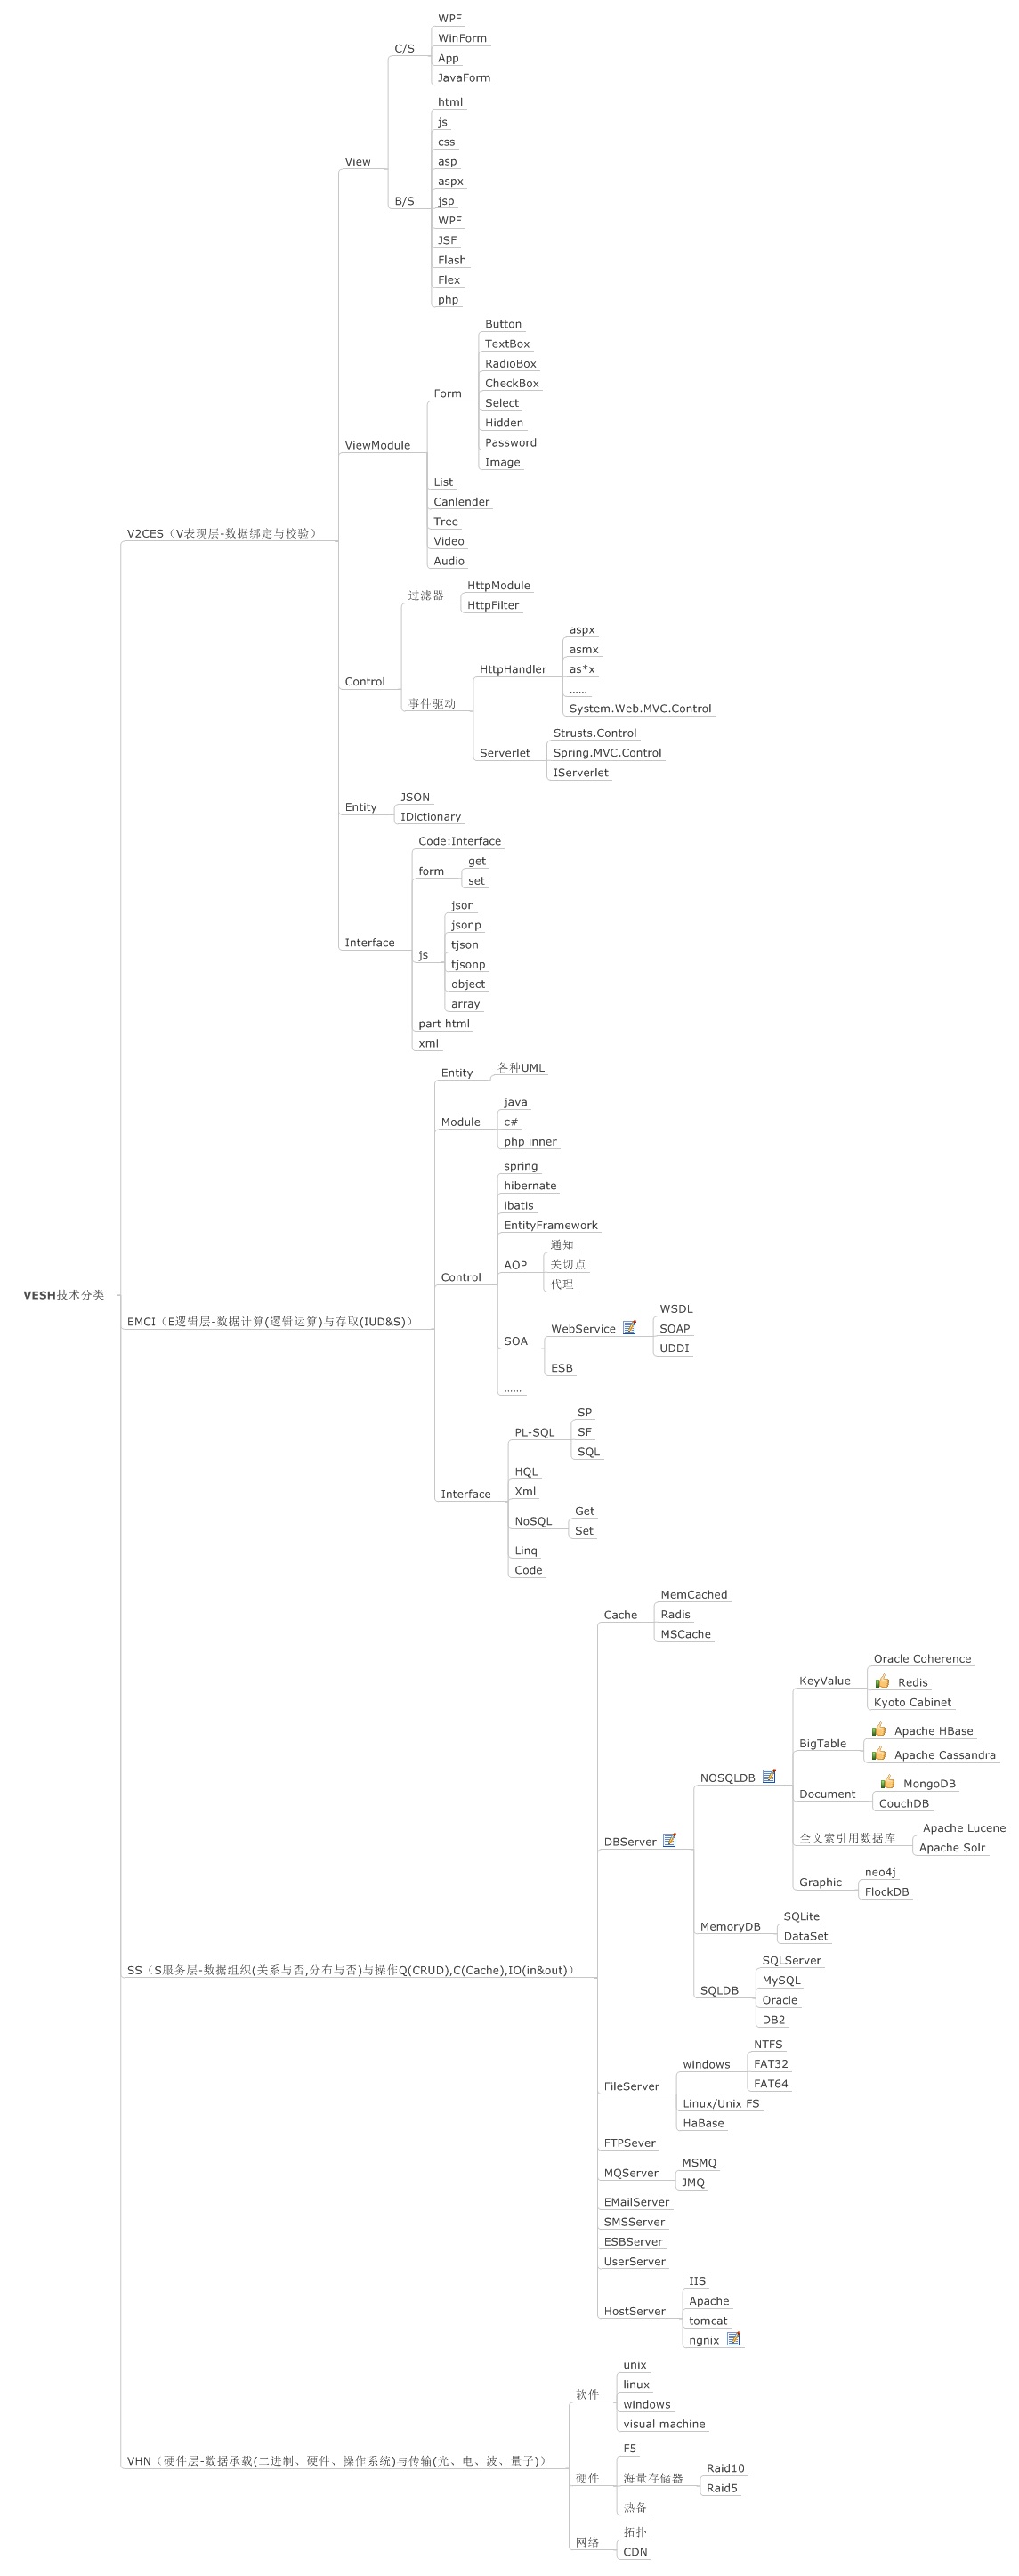 WPF
WinForm
C/S
App
JavaForm
html
js
css
asp
View
aspx
B/S
jsp
WPF
JSF
Flash
Flex
php
Button
TextBox
RadioBox
CheckBox
Form
Select
Hidden
Password
ViewModule
Image
List
Canlender
Tree
V2CES（V表现层-数据绑定与校验）
Video
Audio
HttpModule
过滤器
HttpFilter
aspx
asmx
HttpHandler
as*x
Control
......
事件驱动
System.Web.MVC.Control
Strusts.Control
Serverlet
Spring.MVC.Control
IServerlet
JSON
Entity
IDictionary
Code:Interface
get
form
set
json
jsonp
Interface
tjson
js
tjsonp
object
array
part html
xml
各种UML
Entity
java
Module
c#
php inner
spring
hibernate
ibatis
EntityFramework
通知
AOP
关切点
Control
代理
VESH技术分类
WSDL
EMCI（E逻辑层-数据计算(逻辑运算)与存取(IUD&S)）
WebService
SOAP
SOA
UDDI
ESB
......
SP
PL-SQL
SF
SQL
HQL
Interface
Xml
Get
NoSQL
Set
Linq
Code
MemCached
Cache
Radis
MSCache
Oracle Coherence
KeyValue
Redis
Kyoto Cabinet
Apache HBase
BigTable
Apache Cassandra
NOSQLDB
MongoDB
Document
CouchDB
Apache Lucene
全文索引用数据库
DBServer
Apache Solr
neo4j
Graphic
FlockDB
SQLite
MemoryDB
DataSet
SQLServer
SS（S服务层-数据组织(关系与否,分布与否)与操作Q(CRUD),C(Cache),IO(in&out)）
MySQL
SQLDB
Oracle
DB2
NTFS
windows
FAT32
FileServer
FAT64
Linux/Unix FS
HaBase
FTPSever
MSMQ
MQServer
JMQ
EMailServer
SMSServer
ESBServer
UserServer
IIS
Apache
HostServer
tomcat
ngnix
unix
linux
软件
windows
visual machine
F5
VHN（硬件层-数据承载(二进制、硬件、操作系统)与传输(光、电、波、量子)）
Raid10
硬件
海量存储器
Raid5
热备
拓扑
网络
CDN